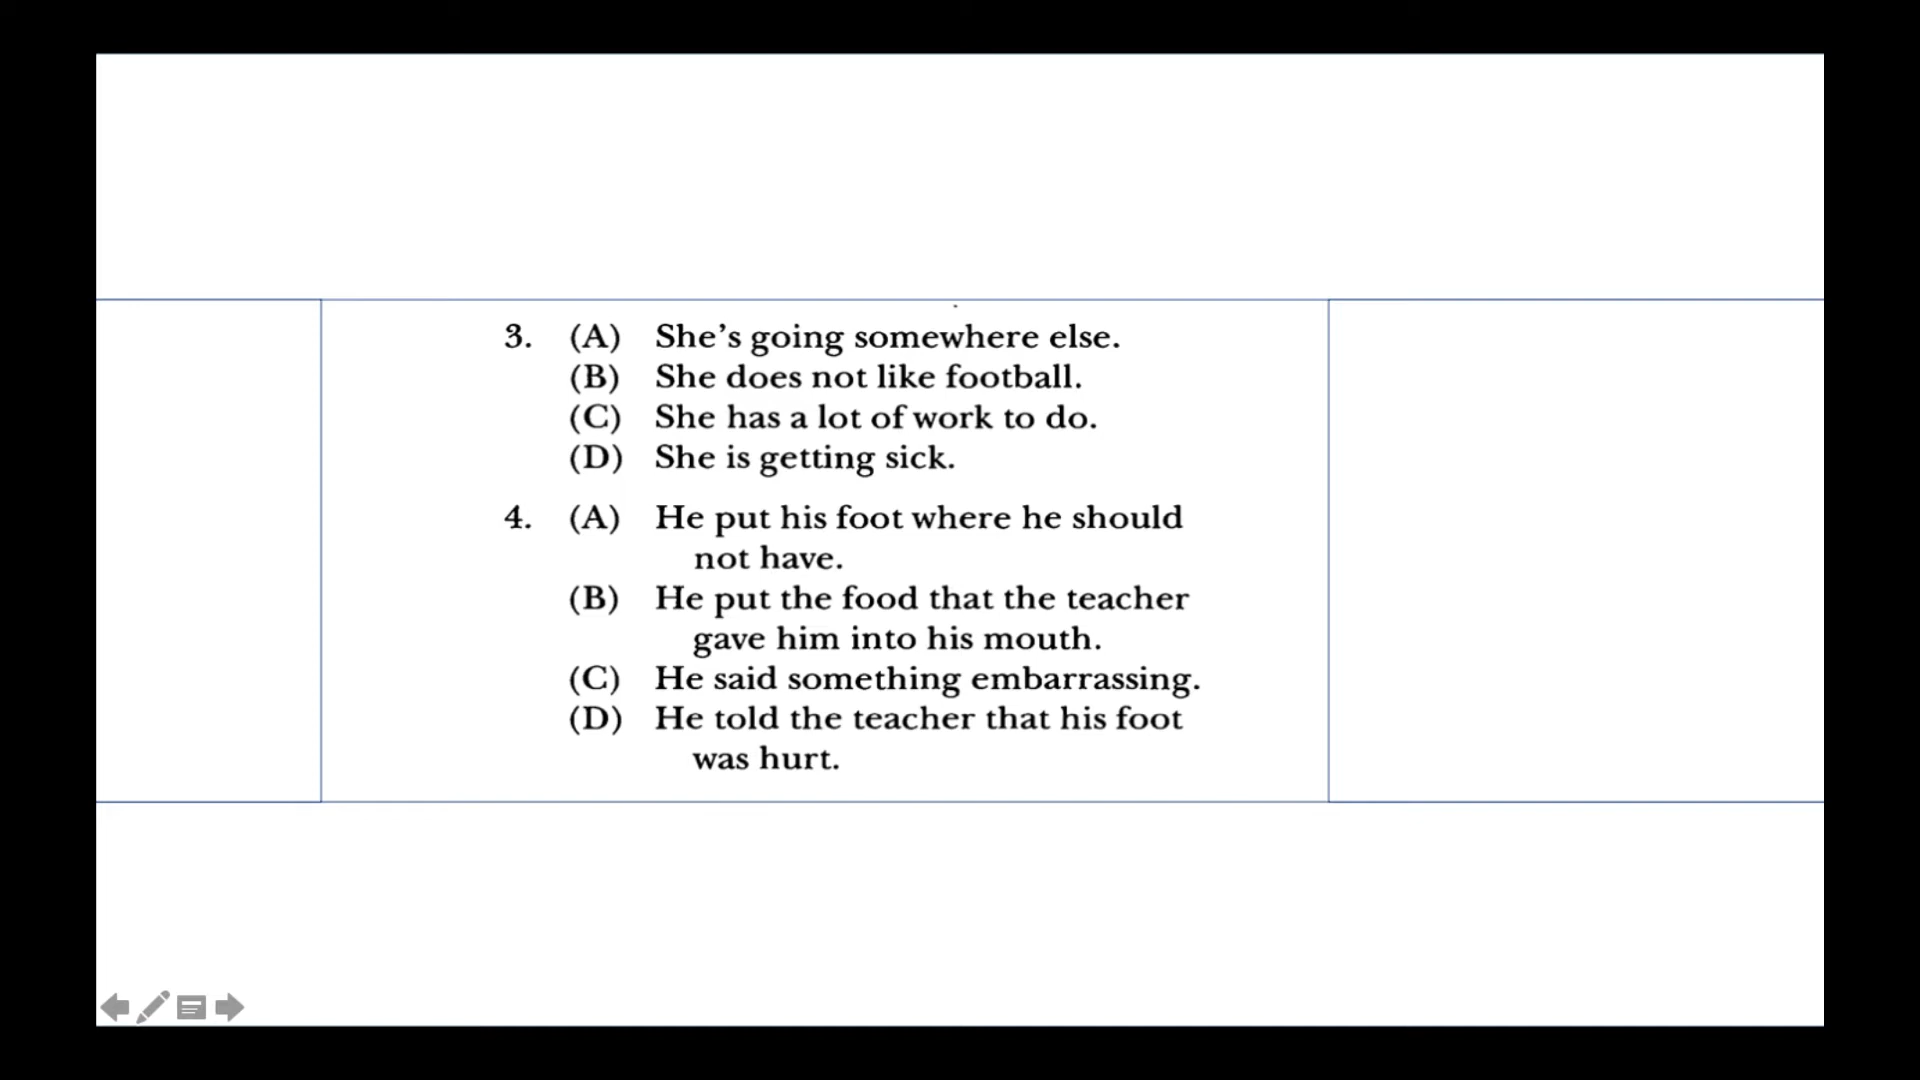 3. (A) She's going somewhere else.
(B) She does not like football.
(C) She has a lot of work to do.
(D) She is getting sick.
4. (A) He put his foot where he should
not have.
(B) He put the food that the teacher
gave him into his mouth.
(C) He said something embarrassing.
(D) He told the teacher that his foot
was hurt.